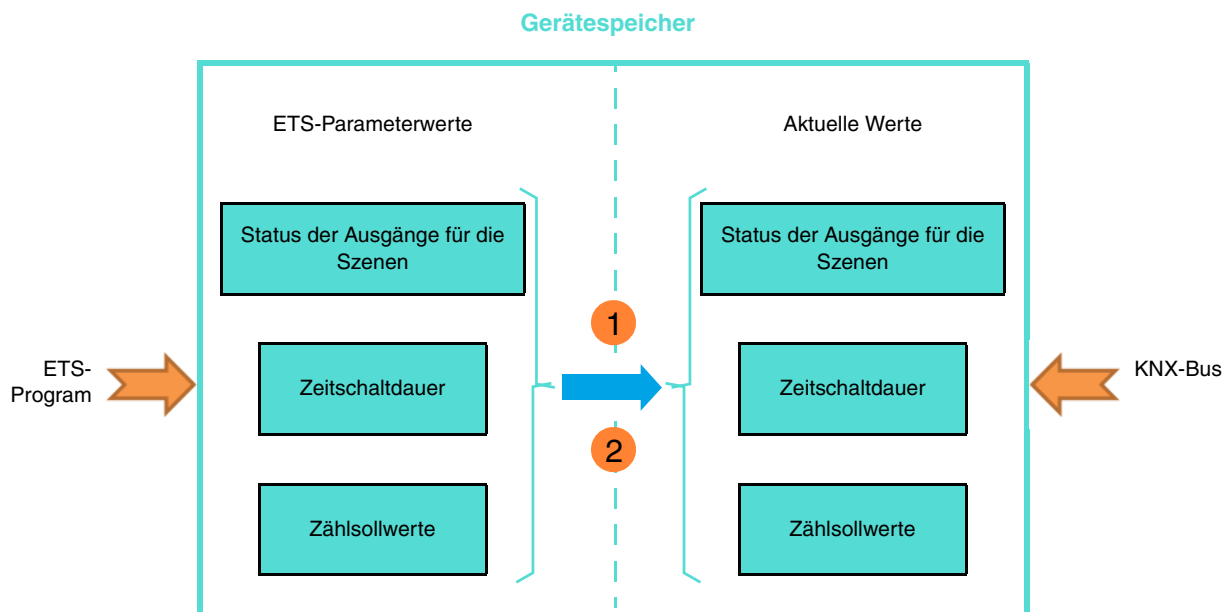 Gerätespeicher
ETS-Parameterwerte
Aktuelle Werte
Status der Ausgänge für die
Szenen
Status der Ausgänge für die
Szenen
1
ETS-
Program
Zeitschaltdauer
Zeitschaltdauer
KNX-Bus
2
Zählsollwerte
Zählsollwerte